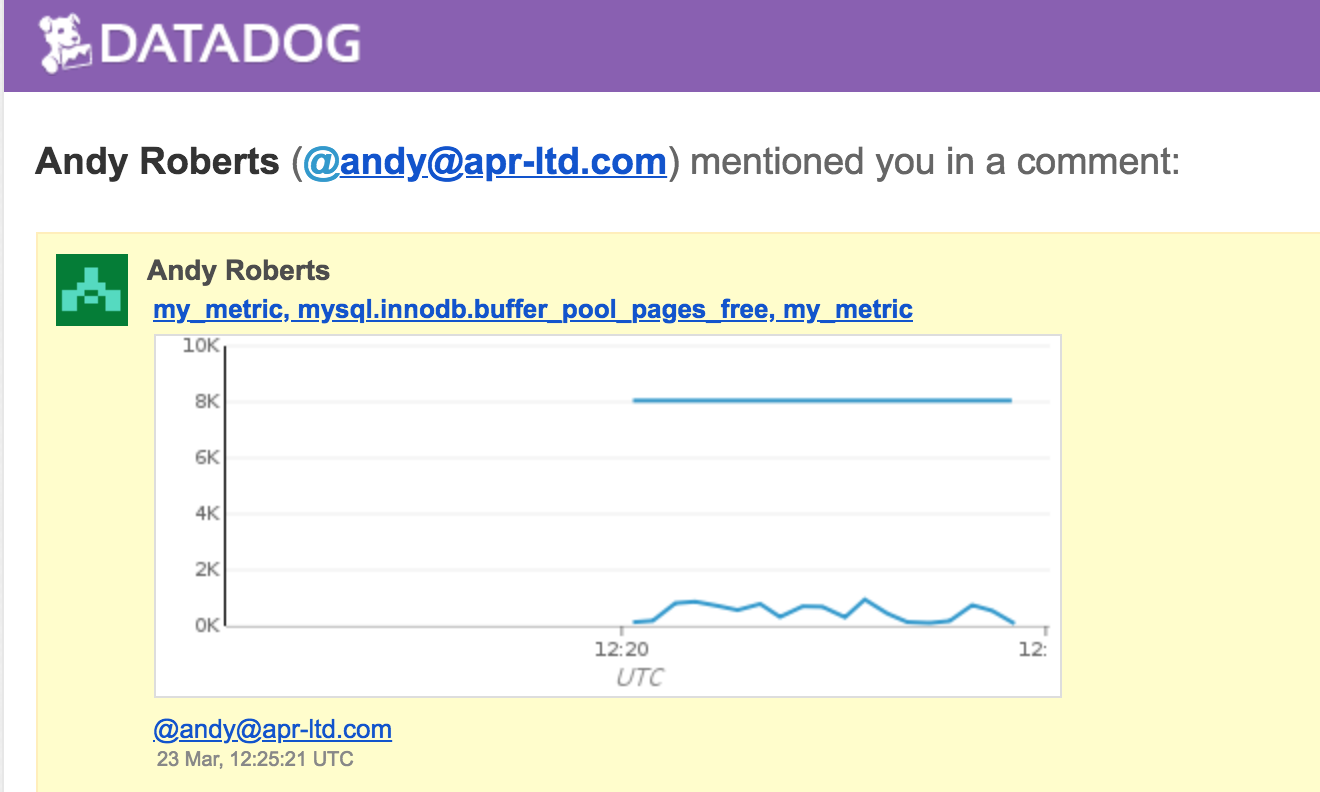 DATADOG
Andy Roberts (@andy@apr-ltd.com) mentioned you in a comment:
Andy Roberts
my_metric, mysql.innodb.buffer_pool_pages_free, my_metric
10K
8K
6K
4K
2K
0K
12:20 12:
UTC
@andy@apr-ltd.com
23 Mar, 12:25:21 UTC